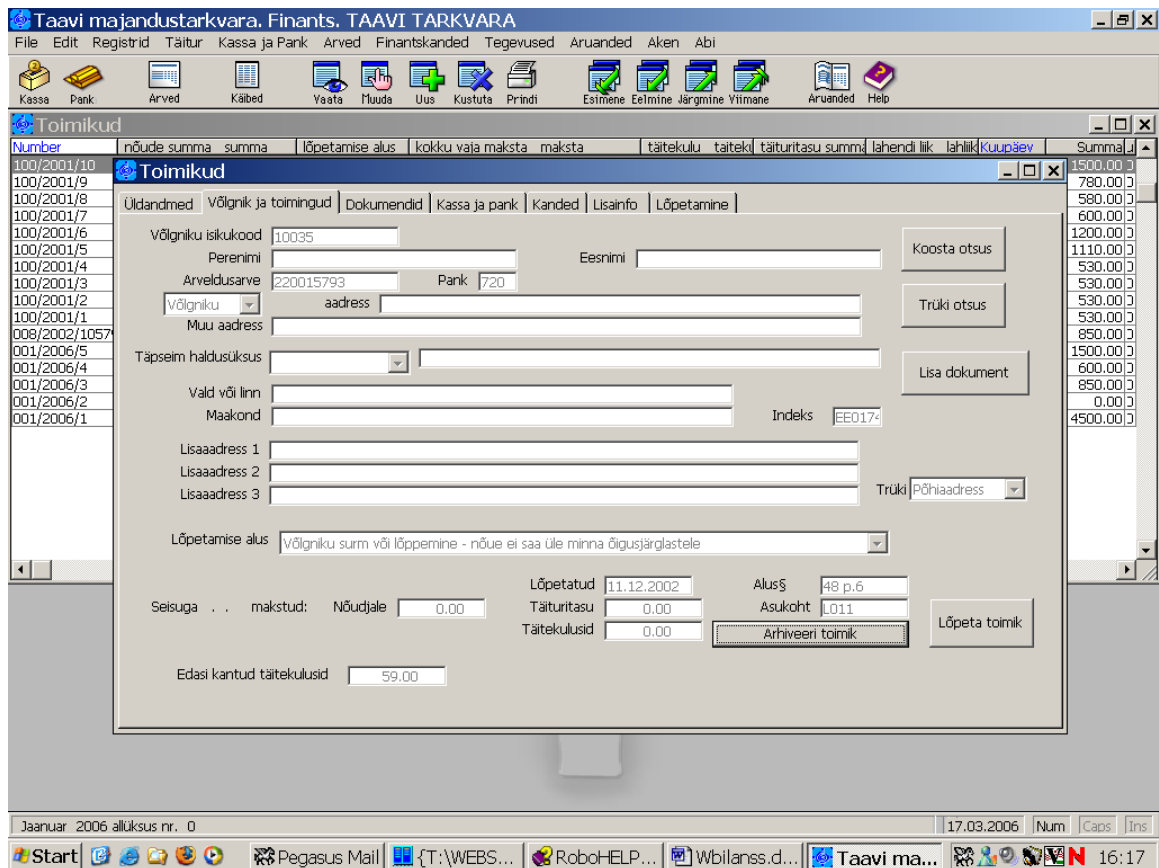 Taavi majandustarkvara. Finants. TAAVI TARKVARA
File Edit Registrid Täitur Kassa ja Pank Arved Finantskanded Tegevused Aruanded Aken Abi
Kassa Pank Arved Käibed Vaata Muuda Uus Kustuta Prindi Esimene Eelmine Järgmine Viimane Aruanded Help
Toimikud
Number nõude summa summa lõpetamise alus kokku vaja maksta maksta täitekulu taiteku täituritasu summa lahendi liik lahliik Kuupäev Summa
100/2001/10 1500.00
100/2001/9 780.00
100/2001/8 580.00
100/2001/7 600.00
100/2001/6 1200.00
100/2001/5 1110.00
100/2001/4 530.00
100/2001/3 530.00
100/2001/2 530.00
100/2001/1 530.00
008/2002/1057 850.00
001/2006/5 1500.00
001/2006/4 600.00
001/2006/3 850.00
001/2006/2 0.00
001/2006/1 4500.00
Toimikud
Üldandmed Võlgnik ja toimingud Dokumendid Kassa ja pank Kanded Lisainfo Lõpetamine
Võlgniku isikukood 10035
Perenimi Eesnimi
Koosta otsus
Arveldusarve 220015793 Pank 720
Võlgniku aadress
Trüki otsus
Muu aadress
Täpseim haldusüksus
Lisa dokument
Vald või linn
Maakond Indeks EE0174
Lisaaadress 1
Lisaaadress 2
Lisaaadress 3
Trüki Põhiaadress
Lõpetamise alus Võlgniku surm või lõppemine - nõue ei saa üle minna õigusjärglastele
Lõpetatud 11.12.2002 Alus§ 48 p.6
Seisuga . . makstud: Nõudjale 0.00 Täituritasu 0.00 Asukoht L011
Täitekulusid 0.00 Arhiveeri toimik Lõpeta toimik
Edasi kantud täitekulusid 59.00
Jaanuar 2006 allüksus nr. 0 17.03.2006 Num Caps Ins
Start Pegasus Mail {T:\WEBS... RoboHELP... Wbilanss.d... Taavi ma... N 16:17